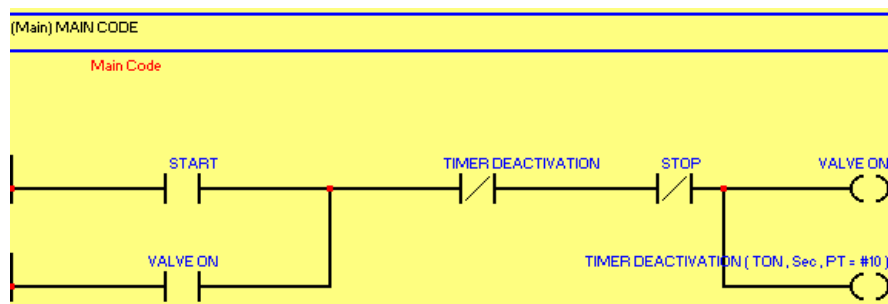 (Main) MAIN CODE
Main Code
START TIMER DEACTIVATION STOP VALVE ON
VALVE ON TIMER DEACTIVATION ( TON , Sec , PT = #10 )